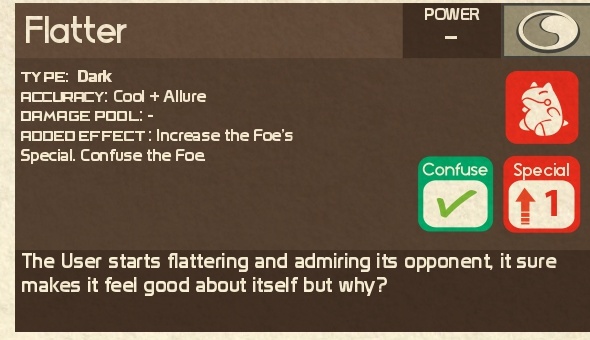 Flatter
POWER
–
TYPE: Dark
ACCURACY: Cool + Allure
DAMAGE POOL: -
ADDED EFFECT: Increase the Foe's
Special. Confuse the Foe.
Confuse
Special
1
The User starts flattering and admiring its opponent, it sure
makes it feel good about itself but why?